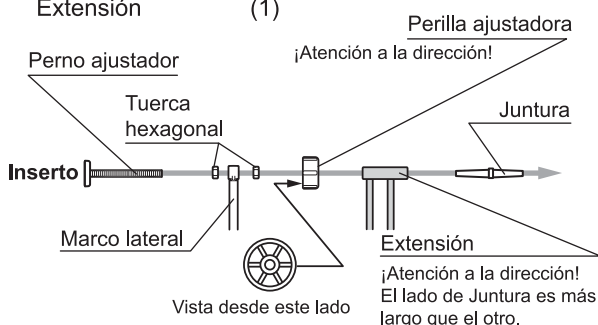 Extensión (1)
Perilla ajustadora
¡Atención a la dirección!
Perno ajustador
Tuerca
hexagonal
Juntura
Inserto
Marco lateral
Extensión
¡Atención a la dirección!
El lado de Juntura es más
largo que el otro.
Vista desde este lado